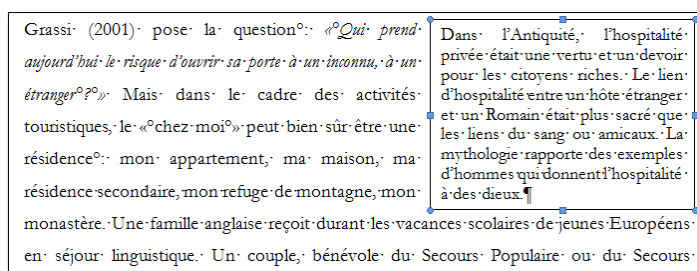 Grassi (2001) pose la question : « Qui prend
aujourd'hui le risque d'ouvrir sa porte à un inconnu, à un
étranger ? » Mais dans le cadre des activités
touristiques, le « chez moi » peut bien sûr être une
résidence : mon appartement, ma maison, ma
résidence secondaire, mon refuge de montagne, mon
monastère. Une famille anglaise reçoit durant les vacances scolaires de jeunes Européens
en séjour linguistique. Un couple, bénévole du Secours Populaire ou du Secours
Dans l'Antiquité, l'hospitalité
privée était une vertu et un devoir
pour les citoyens riches. Le lien
d'hospitalité entre un hôte étranger
et un Romain était plus sacré que
les liens du sang ou amicaux. La
mythologie rapporte des exemples
d'hommes qui donnent l'hospitalité
à des dieux.¶